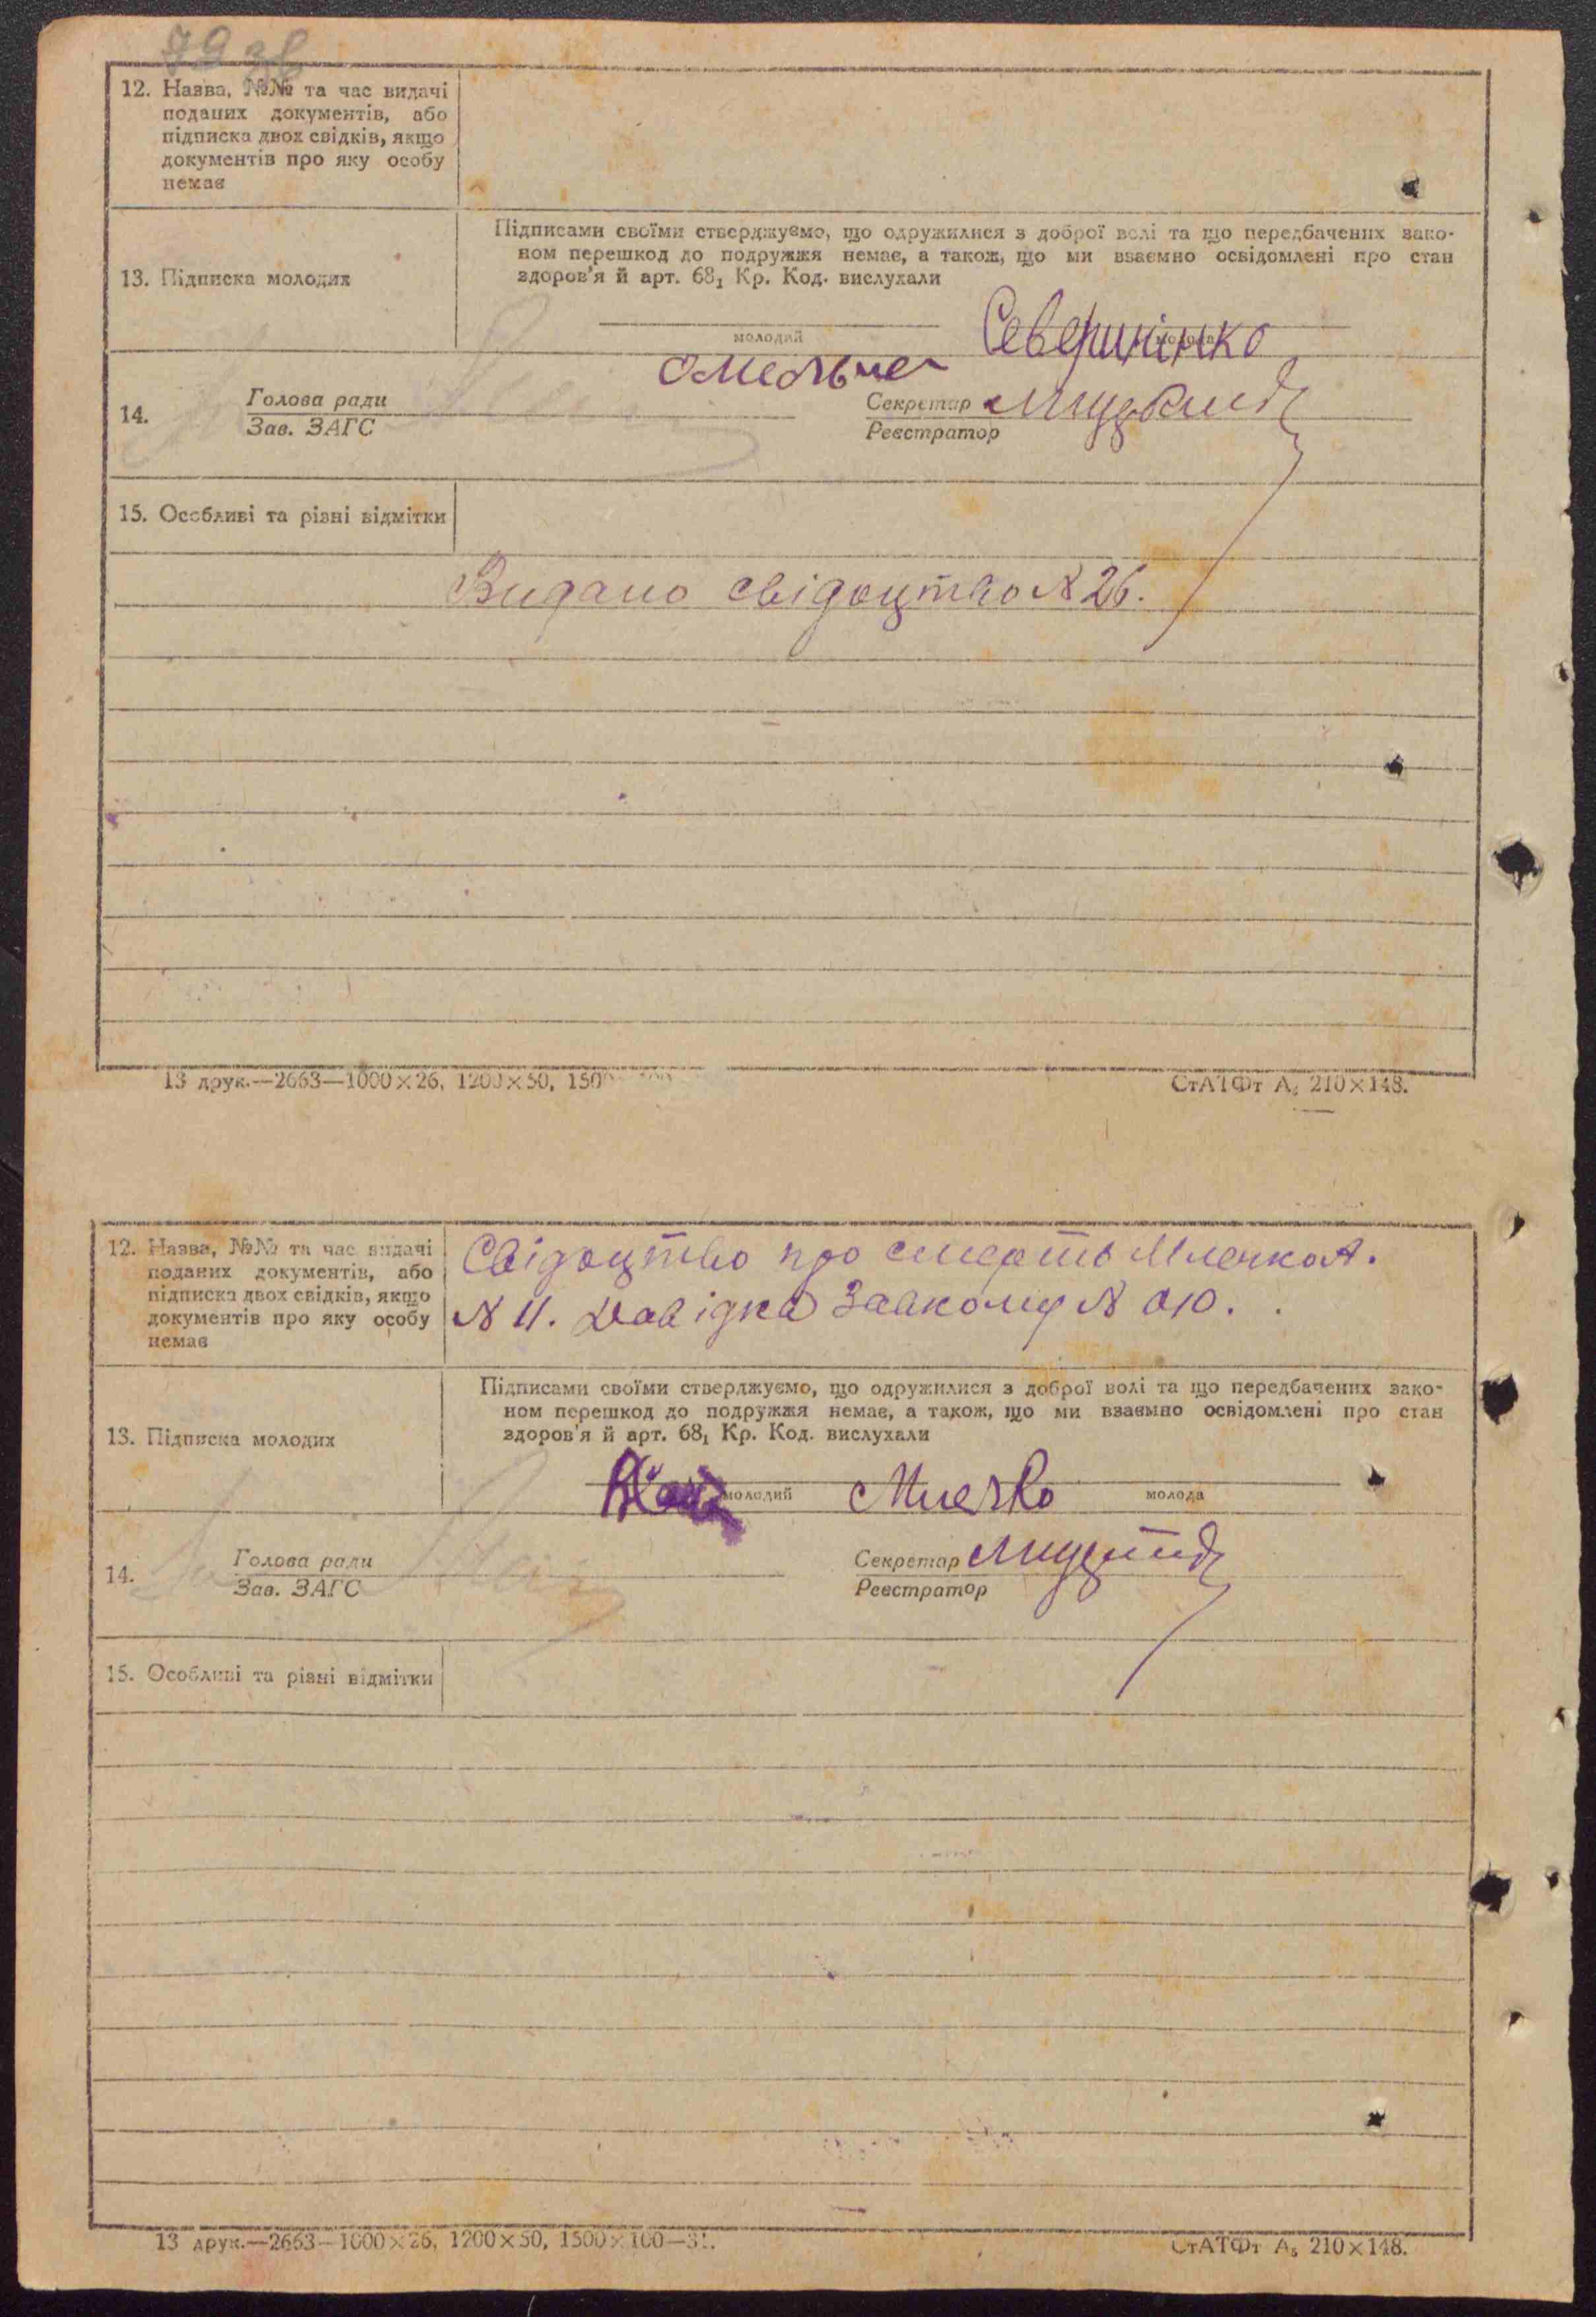 79 зв
12. Назва, №№ та час видачі
поданих документів, або
підписка двох свідків, якщо
документів про яку особу
немає
13. Підписка молодих
Підписами своїми стверджуємо, що одружилися з доброї волі та що передбачених зако-
ном перешкод до подружжя немає, а також, що ми взаємно освідомлені про стан
здоров'я й арт. 68₁ Кр. Код. вислухали
молодий
молода
14.
Голова ради
Зав. ЗАГС
Секретар
Реєстратор
15. Особливі та різні відмітки
Видано свідоцтво N 26.
13 друк.—2663—1000×26, 1200×50, 150
СтАТФт А₅ 210×148.
12. Назва, №№ та час видачі
поданих документів, або
підписка двох свідків, якщо
документів про яку особу
немає
Свідоцтво про смерть Млечко А.
N 11. Довідка Завкому N 010.
13. Підписка молодих
Підписами своїми стверджуємо, що одружилися з доброї волі та що передбачених зако-
ном перешкод до подружжя немає, а також, що ми взаємно освідомлені про стан
здоров'я й арт. 68₁ Кр. Код. вислухали
молодий Млечко молода
14.
Голова ради
Зав. ЗАГС
Секретар
Реєстратор
15. Особливі та різні відмітки
13 друк.—2663—1000×26, 1200×50, 1500×100—31.
СтАТФт А₅ 210×148.